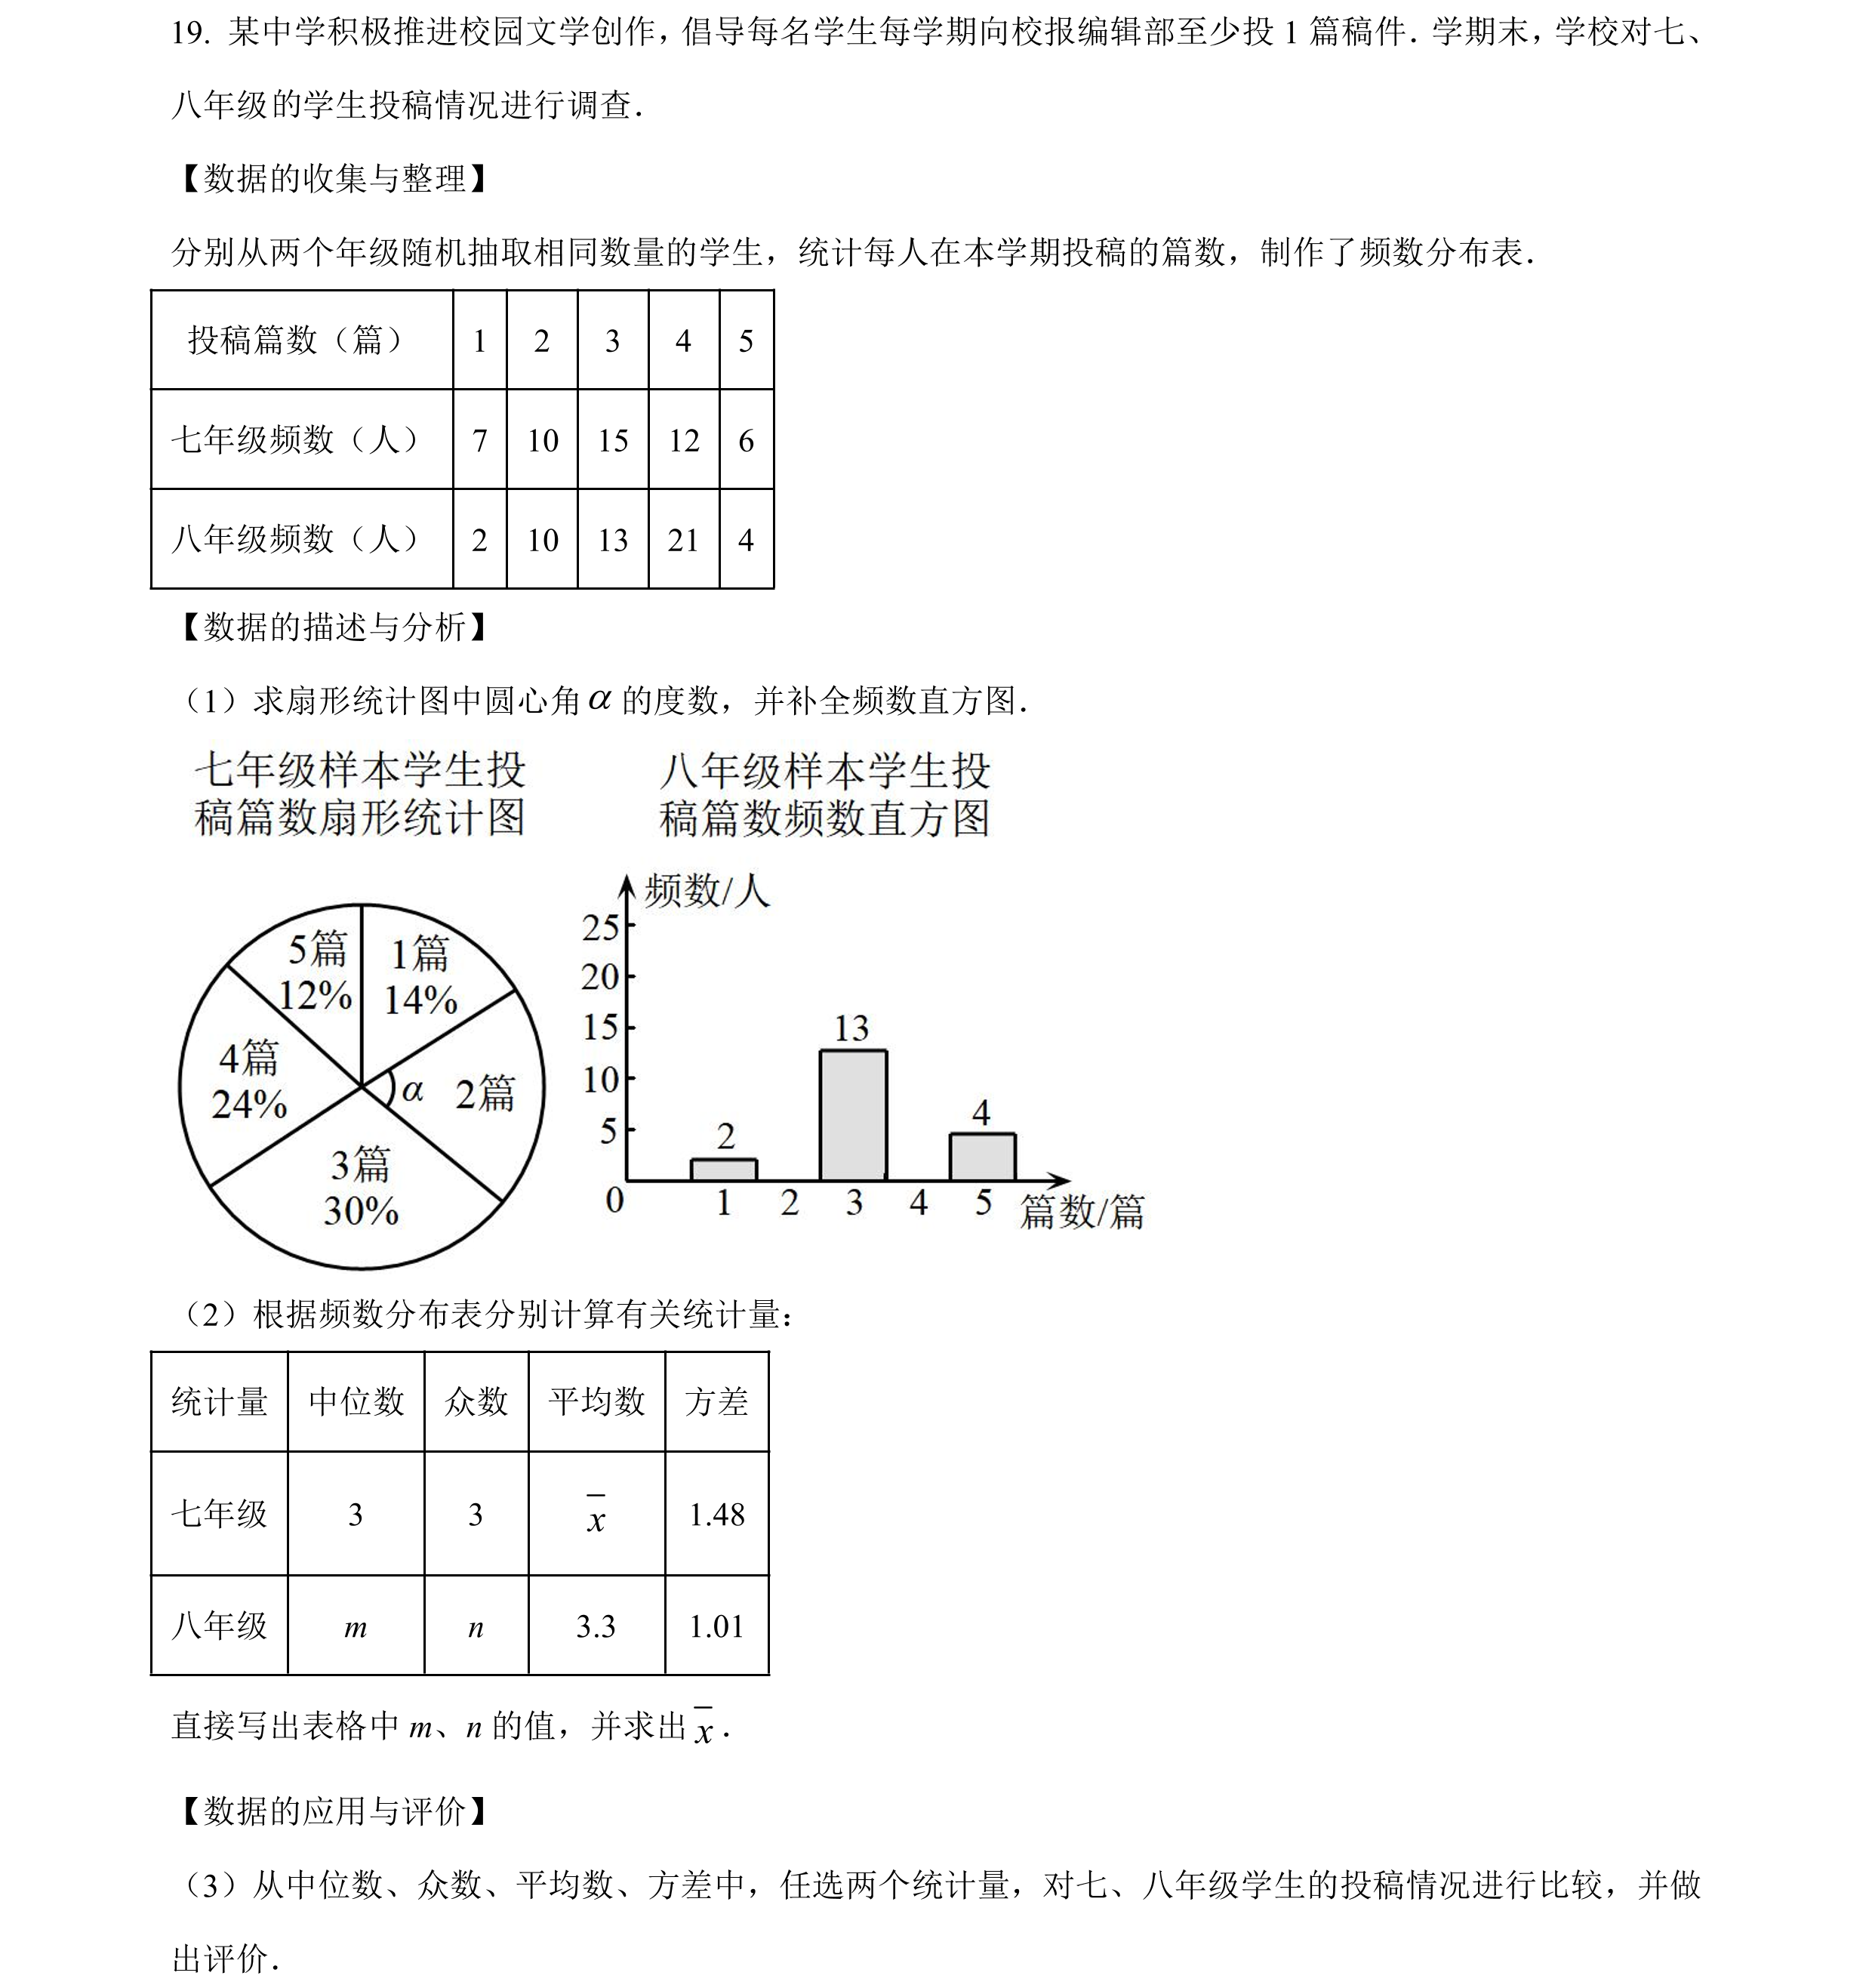 19. 某中学积极推进校园文学创作，倡导每名学生每学期向校报编辑部至少投 1 篇稿件．学期末，学校对七、
八年级的学生投稿情况进行调查．
【数据的收集与整理】
分别从两个年级随机抽取相同数量的学生，统计每人在本学期投稿的篇数，制作了频数分布表．
投稿篇数（篇） 1 2 3 4 5
七年级频数（人） 7 10 15 12 6
八年级频数（人） 2 10 13 21 4
【数据的描述与分析】
（1）求扇形统计图中圆心角 α 的度数，并补全频数直方图．
七年级样本学生投
稿篇数扇形统计图
八年级样本学生投
稿篇数频数直方图
5篇
12%
1篇
14%
4篇
24%
α 2篇
3篇
30%
频数/人
25
20
15
10
5
0
2
13
4
1 2 3 4 5 篇数/篇
（2）根据频数分布表分别计算有关统计量：
统计量 中位数 众数 平均数 方差
七年级 3 3 x̄ 1.48
八年级 m n 3.3 1.01
直接写出表格中 m、n 的值，并求出 x̄．
【数据的应用与评价】
（3）从中位数、众数、平均数、方差中，任选两个统计量，对七、八年级学生的投稿情况进行比较，并做
出评价．